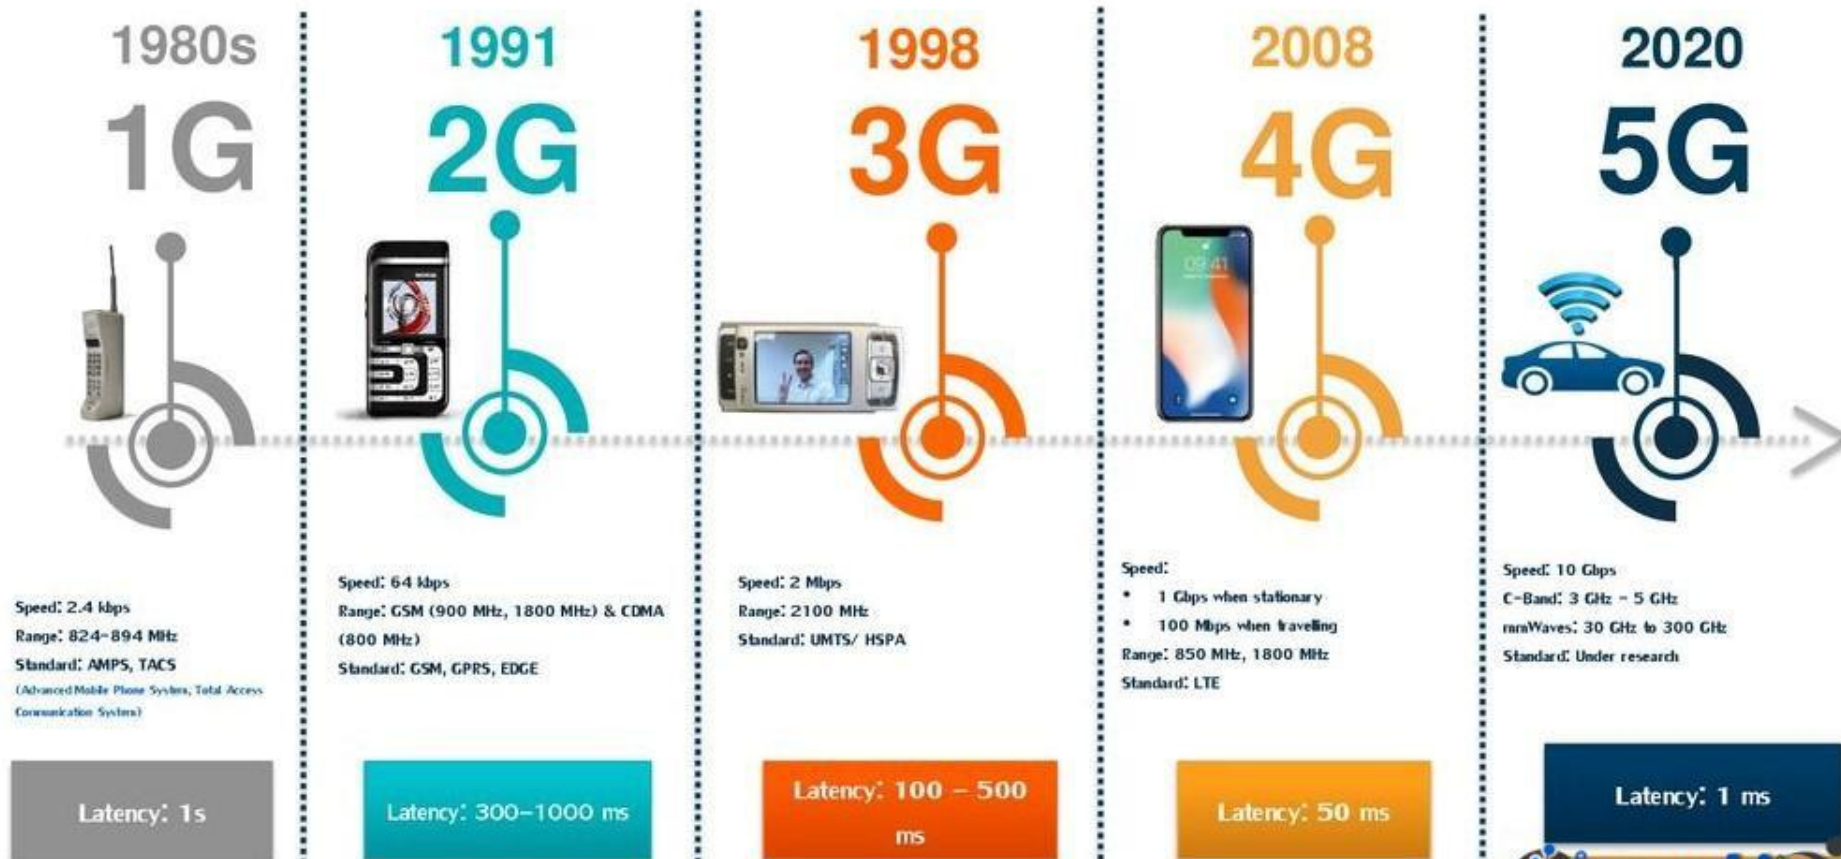 1980s
1G
Speed: 2.4 kbps
Range: 824-894 MHz
Standard: AMPS, TACS
(Advanced Mobile Phone System, Total Access
Communication System)
Latency: 1s
1991
2G
NOKIA
Speed: 64 kbps
Range: GSM (900 MHz, 1800 MHz) & CDMA
(800 MHz)
Standard: GSM, GPRS, EDGE
Latency: 300-1000 ms
1998
3G
Speed: 2 Mbps
Range: 2100 MHz
Standard: UMTS/ HSPA
Latency: 100 – 500
ms
2008
4G
09:41
Speed:
• 1 Gbps when stationary
• 100 Mbps when travelling
Range: 850 MHz, 1800 MHz
Standard: LTE
Latency: 50 ms
2020
5G
Speed: 10 Gbps
C-Band: 3 GHz – 5 GHz
mmWaves: 30 GHz to 300 GHz
Standard: Under research
Latency: 1 ms